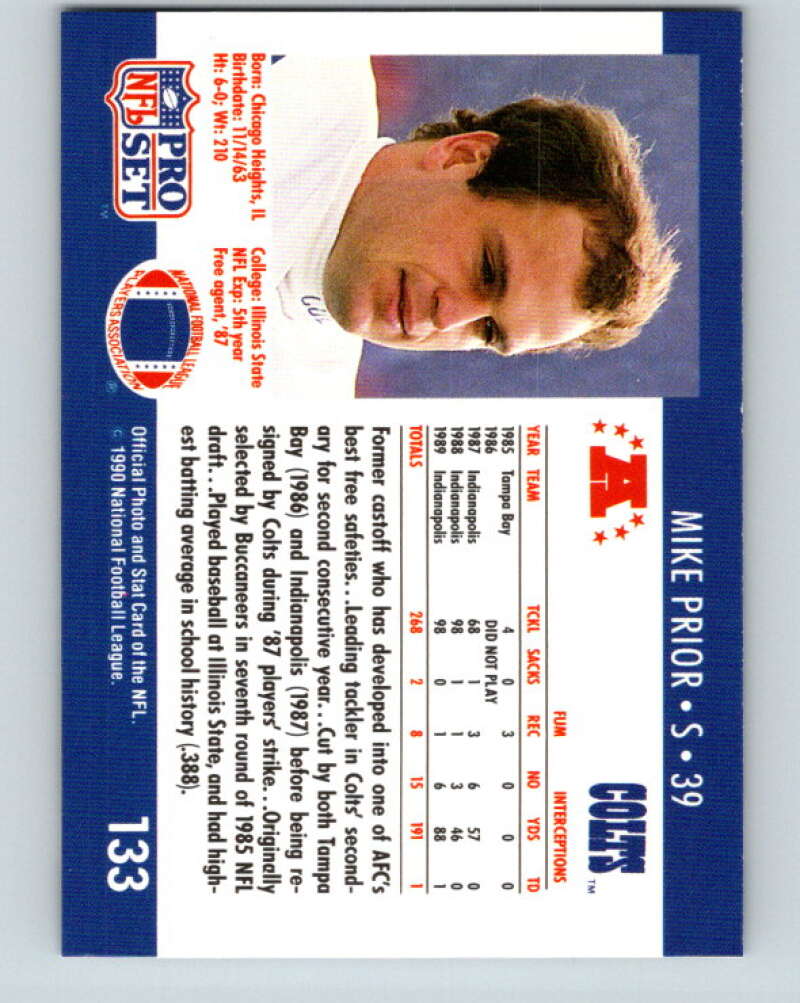 MIKE PRIOR • S • 39
A
COLTS™
FUM INTERCEPTIONS
YEAR TEAM TCKL SACKS REC NO YDS TD
1985 Tampa Bay 4 0 3 0 0 0
1986 DID NOT PLAY
1987 Indianapolis 68 1 3 6 57 0
1988 Indianapolis 98 1 1 3 46 0
1989 Indianapolis 98 0 1 6 88 1
TOTALS 268 2 8 15 191 1
Former castoff who has developed into one of AFC's
best free safeties...Leading tackler in Colts' second-
ary for second consecutive year...Cut by both Tampa
Bay (1986) and Indianapolis (1987) before being re-
signed by Colts during '87 players' strike...Originally
selected by Buccaneers in seventh round of 1985 NFL
draft...Played baseball at Illinois State, and had high-
est batting average in school history (.388).
Born: Chicago Heights, IL
Birthdate: 11/14/63
Ht: 6-0; Wt: 210
College: Illinois State
NFL Exp: 5th year
Free agent, '87
NFL PRO SET™
NATIONAL FOOTBALL LEAGUE
PLAYERS ASSOCIATION ®
Official Photo and Stat Card of the NFL.
© 1990 National Football League.
133